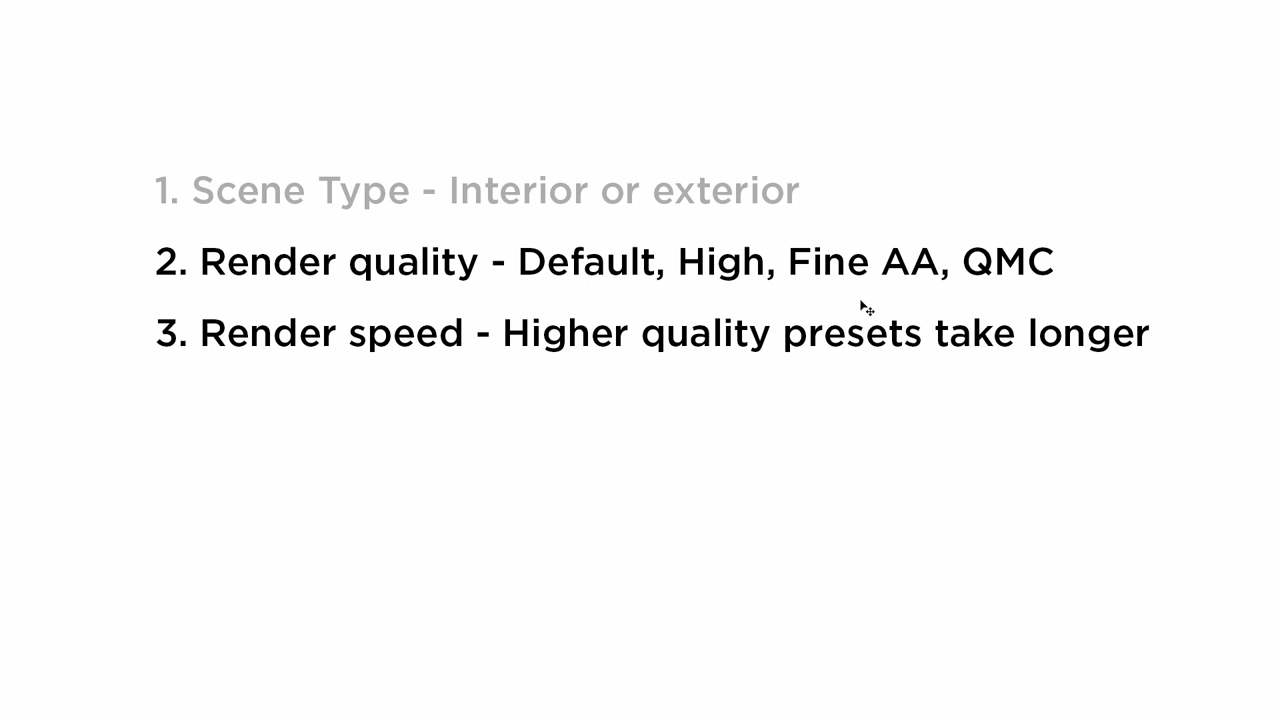 1. Scene Type - Interior or exterior
2. Render quality - Default, High, Fine AA, QMC
3. Render speed - Higher quality presets take longer